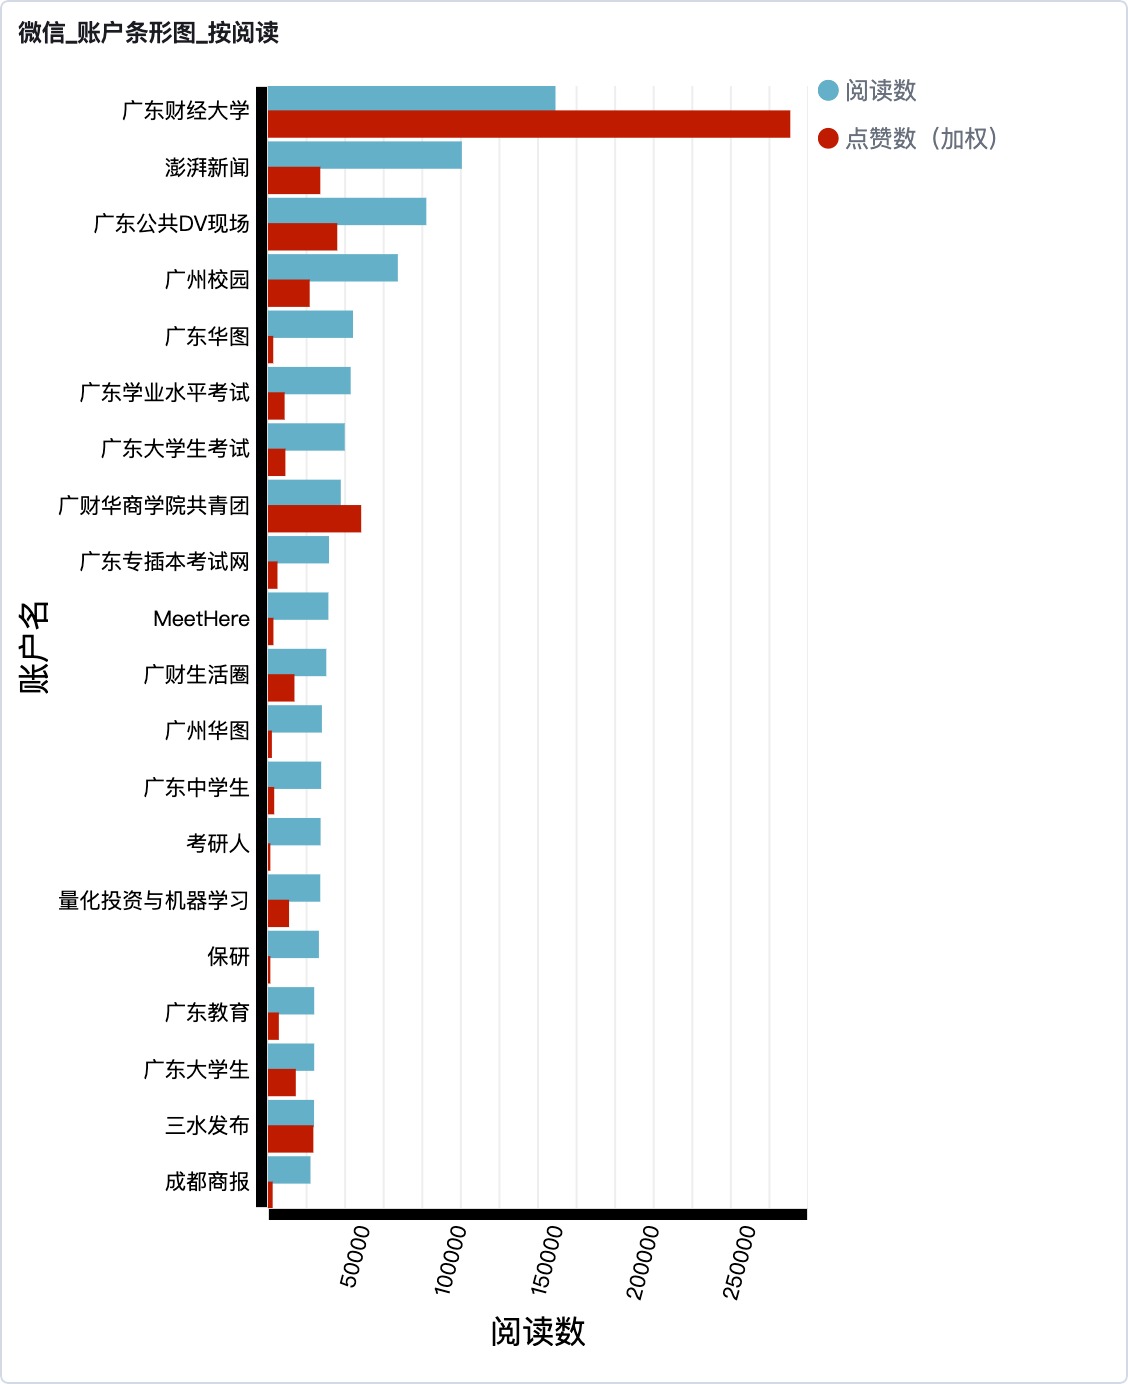 微信_账户条形图_按阅读
阅读数
点赞数（加权）
广东财经大学
澎湃新闻
广东公共DV现场
广州校园
广东华图
广东学业水平考试
广东大学生考试
广财华商学院共青团
广东专插本考试网
MeetHere
广财生活圈
广州华图
广东中学生
考研人
量化投资与机器学习
保研
广东教育
广东大学生
三水发布
成都商报
账户名
50000
100000
150000
200000
250000
阅读数